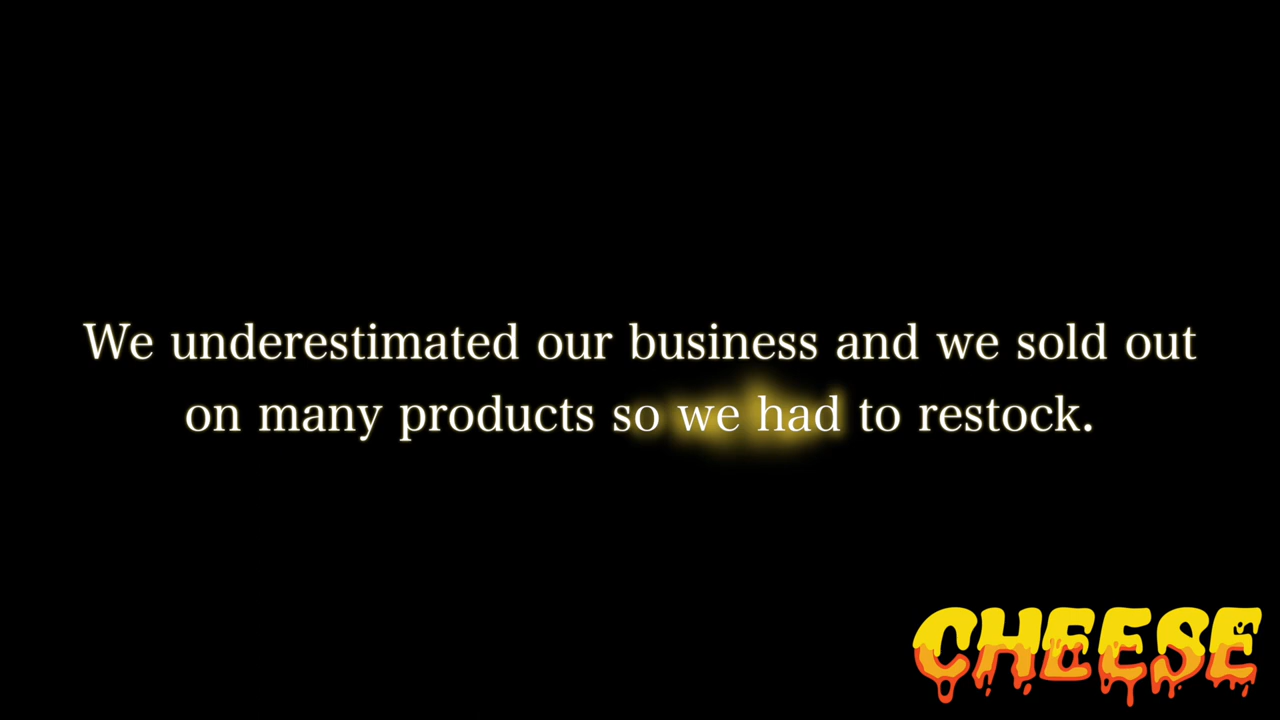 We underestimated our business and we sold out
on many products so we had to restock.
CHEESE